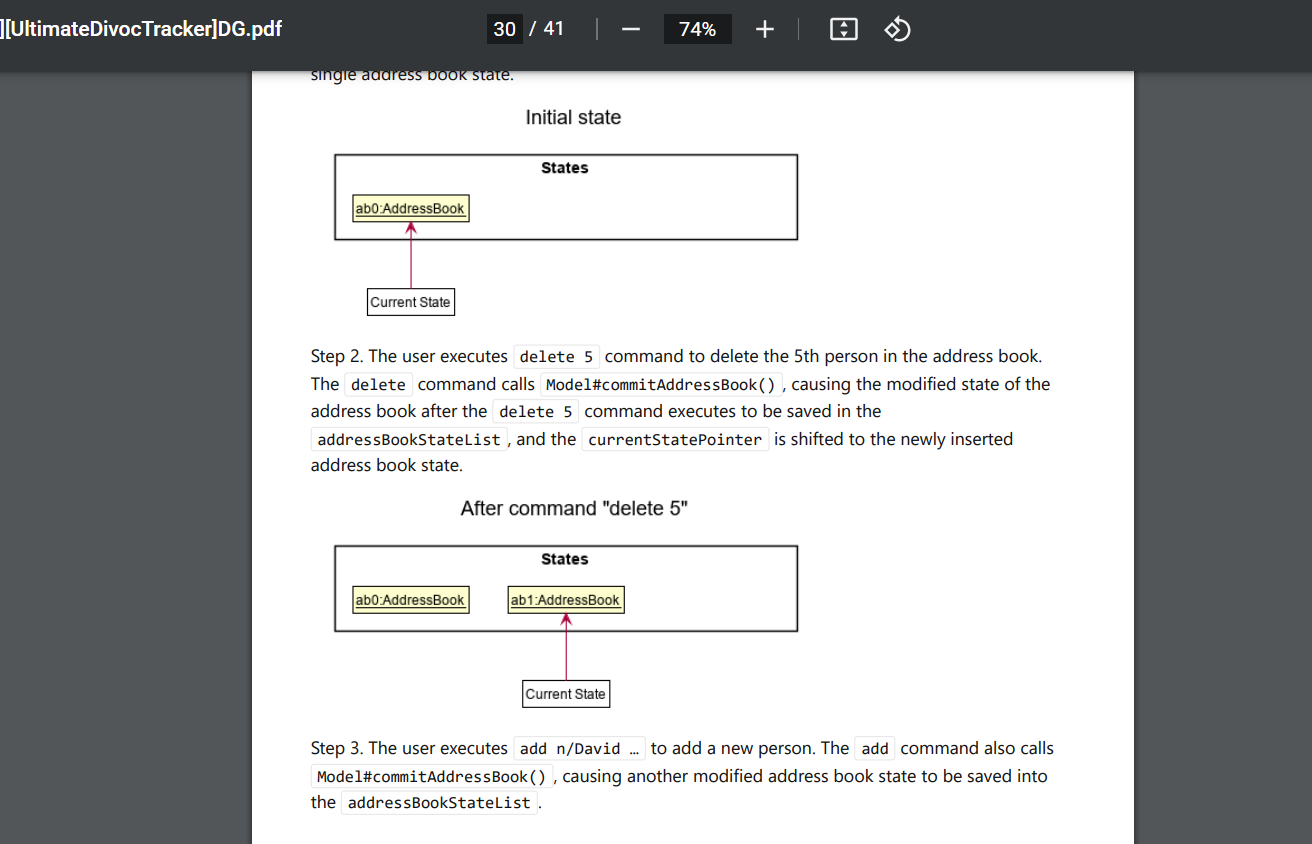 ][UltimateDivocTracker]DG.pdf
30 / 41
74%
single address book state.
Initial state
States
ab0:AddressBook
Current State
Step 2. The user executes delete 5 command to delete the 5th person in the address book.
The delete command calls Model#commitAddressBook() , causing the modified state of the
address book after the delete 5 command executes to be saved in the
addressBookStateList , and the currentStatePointer is shifted to the newly inserted
address book state.
After command "delete 5"
States
ab0:AddressBook ab1:AddressBook
Current State
Step 3. The user executes add n/David … to add a new person. The add command also calls
Model#commitAddressBook() , causing another modified address book state to be saved into
the addressBookStateList .